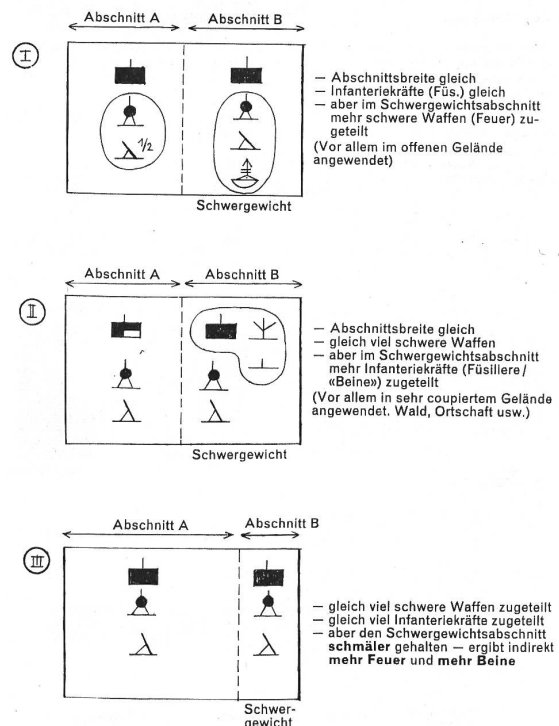 Abschnitt A Abschnitt B
I
— Abschnittsbreite gleich
— Infanteriekräfte (Füs.) gleich
— aber im Schwergewichtsabschnitt
mehr schwere Waffen (Feuer) zu-
geteilt
(Vor allem im offenen Gelände
angewendet)
1/2
Schwergewicht
Abschnitt A Abschnitt B
II
— Abschnittsbreite gleich
— gleich viel schwere Waffen
— aber im Schwergewichtsabschnitt
mehr Infanteriekräfte (Füsiliere/
«Beine») zugeteilt
(Vor allem in sehr coupiertem Gelände
angewendet. Wald, Ortschaft usw.)
Schwergewicht
Abschnitt A Abschnitt B
III
— gleich viel schwere Waffen zugeteilt
— gleich viel Infanteriekräfte zugeteilt
— aber den Schwergewichtsabschnitt
schmäler gehalten — ergibt indirekt
mehr Feuer und mehr Beine
Schwer-
gewicht